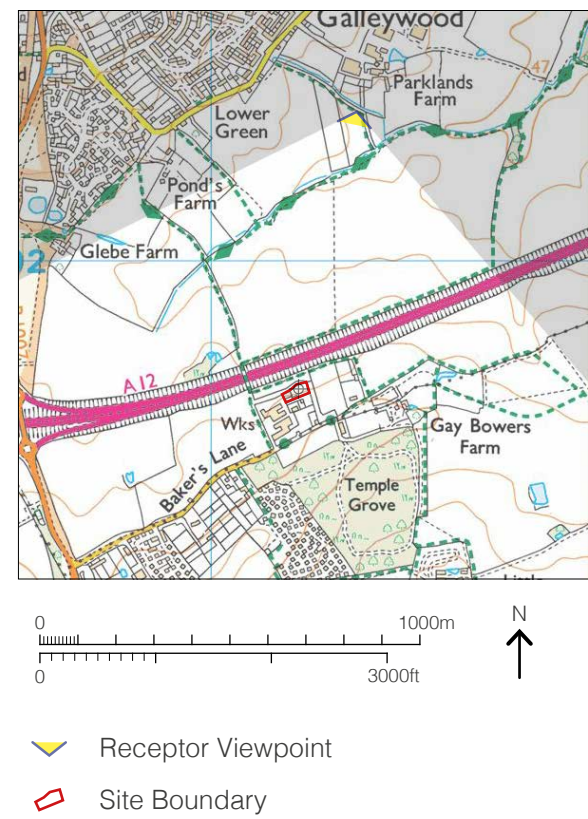 Galleywood
47
Parklands
Farm
Lower
Green
Pond's
Farm
Glebe Farm
02
A12
Wks
Gay Bowers
Farm
Baker's Lane
Temple
Grove
0
1000m
N
0
3000ft
Receptor Viewpoint
Site Boundary